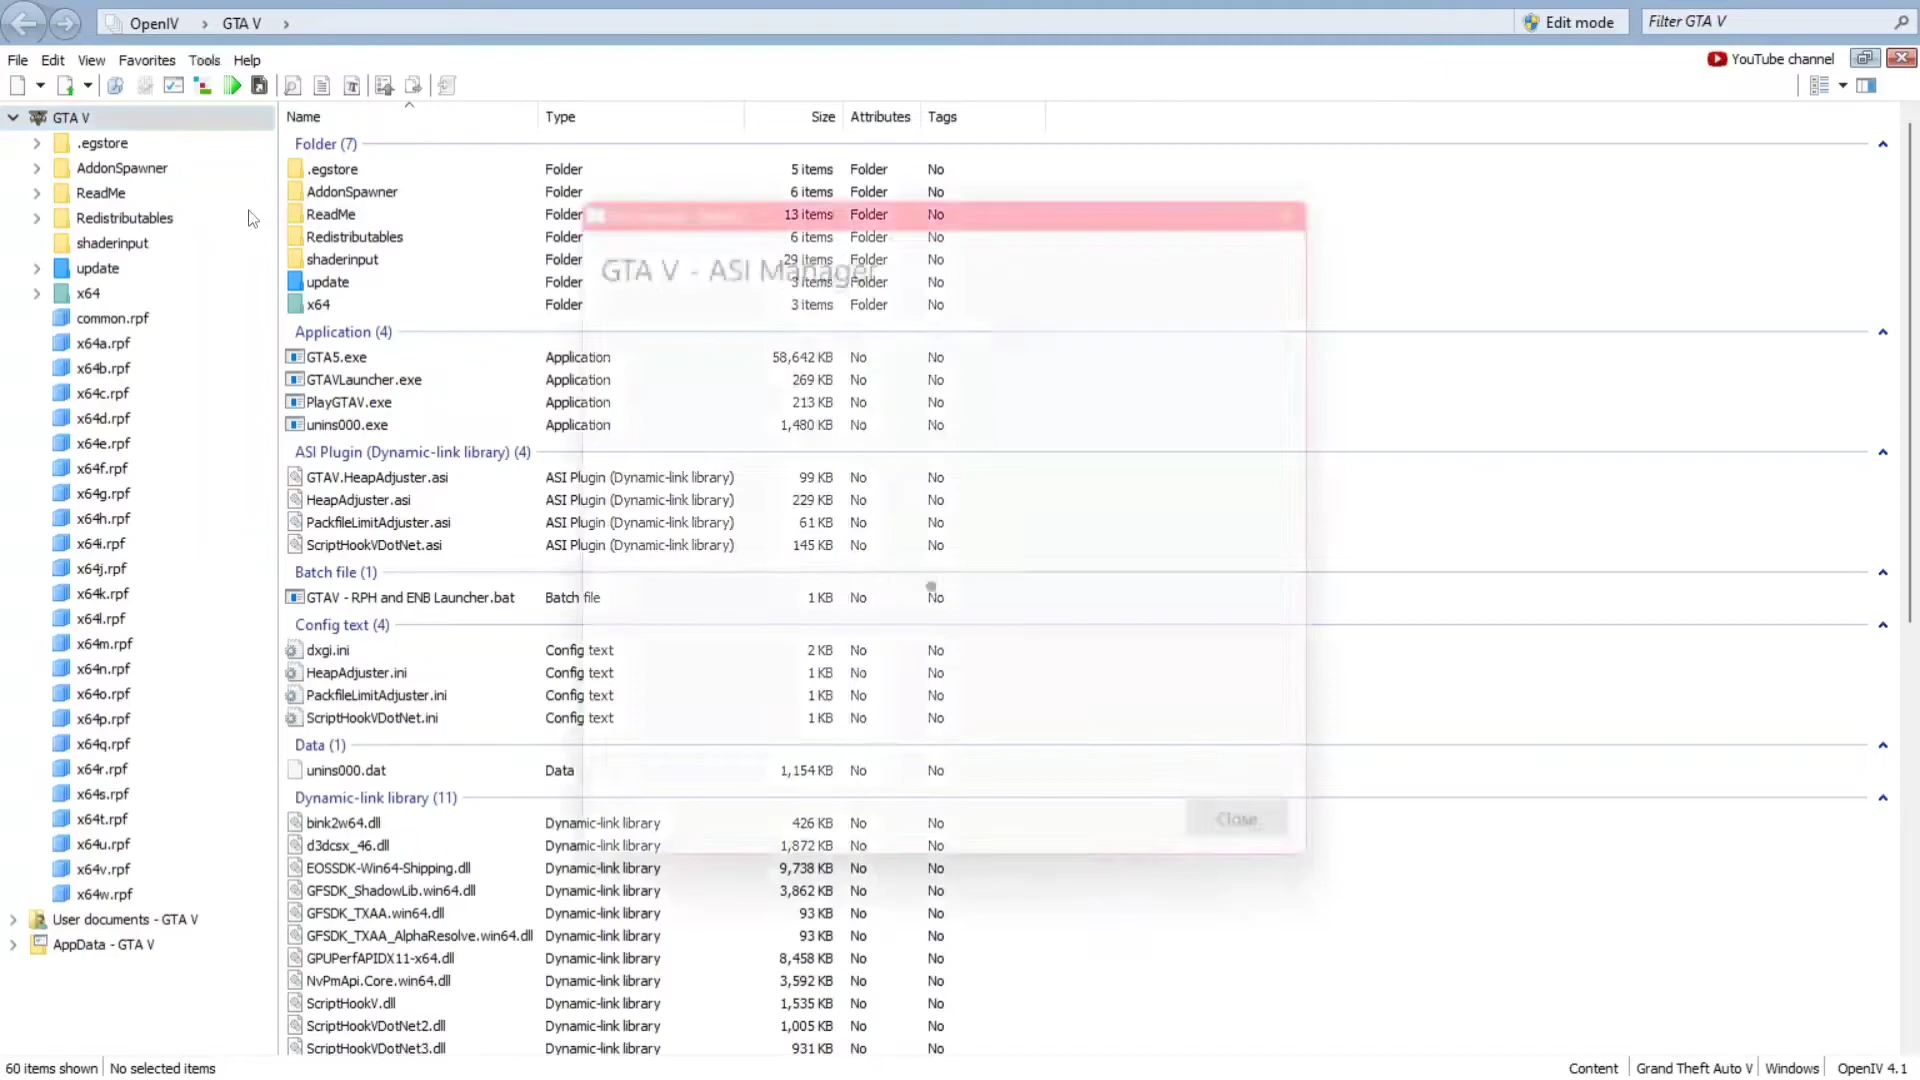 OpenIV > GTA V > Edit mode Filter GTA V
File Edit View Favorites Tools Help YouTube channel
GTA V
.egstore
AddonSpawner
ReadMe
Redistributables
shaderinput
update
x64
common.rpf
x64a.rpf
x64b.rpf
x64c.rpf
x64d.rpf
x64e.rpf
x64f.rpf
x64g.rpf
x64h.rpf
x64i.rpf
x64j.rpf
x64k.rpf
x64l.rpf
x64m.rpf
x64n.rpf
x64o.rpf
x64p.rpf
x64q.rpf
x64r.rpf
x64s.rpf
x64t.rpf
x64u.rpf
x64v.rpf
x64w.rpf
User documents - GTA V
AppData - GTA V
Name Type Size Attributes Tags
Folder (7)
.egstore Folder 5 items Folder No
AddonSpawner Folder 6 items Folder No
ReadMe Folder 13 items Folder No
Redistributables Folder 6 items Folder No
shaderinput Folder 29 items Folder No
update Folder 3 items Folder No
x64 Folder 3 items Folder No
Application (4)
GTA5.exe Application 58,642 KB No No
GTAVLauncher.exe Application 269 KB No No
PlayGTAV.exe Application 213 KB No No
unins000.exe Application 1,480 KB No No
ASI Plugin (Dynamic-link library) (4)
GTAV.HeapAdjuster.asi ASI Plugin (Dynamic-link library) 99 KB No No
HeapAdjuster.asi ASI Plugin (Dynamic-link library) 229 KB No No
PackfileLimitAdjuster.asi ASI Plugin (Dynamic-link library) 61 KB No No
ScriptHookVDotNet.asi ASI Plugin (Dynamic-link library) 145 KB No No
Batch file (1)
GTAV - RPH and ENB Launcher.bat Batch file 1 KB No No
Config text (4)
dxgi.ini Config text 2 KB No No
HeapAdjuster.ini Config text 1 KB No No
PackfileLimitAdjuster.ini Config text 1 KB No No
ScriptHookVDotNet.ini Config text 1 KB No No
Data (1)
unins000.dat Data 1,154 KB No No
Dynamic-link library (11)
bink2w64.dll Dynamic-link library 426 KB No No
d3dcsx_46.dll Dynamic-link library 1,872 KB No No
EOSSDK-Win64-Shipping.dll Dynamic-link library 9,738 KB No No
GFSDK_ShadowLib.win64.dll Dynamic-link library 3,862 KB No No
GFSDK_TXAA.win64.dll Dynamic-link library 93 KB No No
GFSDK_TXAA_AlphaResolve.win64.dll Dynamic-link library 93 KB No No
GPUPerfAPIDX11-x64.dll Dynamic-link library 8,458 KB No No
NvPmApi.Core.win64.dll Dynamic-link library 3,592 KB No No
ScriptHookV.dll Dynamic-link library 1,535 KB No No
ScriptHookVDotNet2.dll Dynamic-link library 1,005 KB No No
ScriptHookVDotNet3.dll Dynamic-link library 931 KB No No
GTA V - ASI Manager
Close
60 items shown No selected items Content Grand Theft Auto V Windows OpenIV 4.1